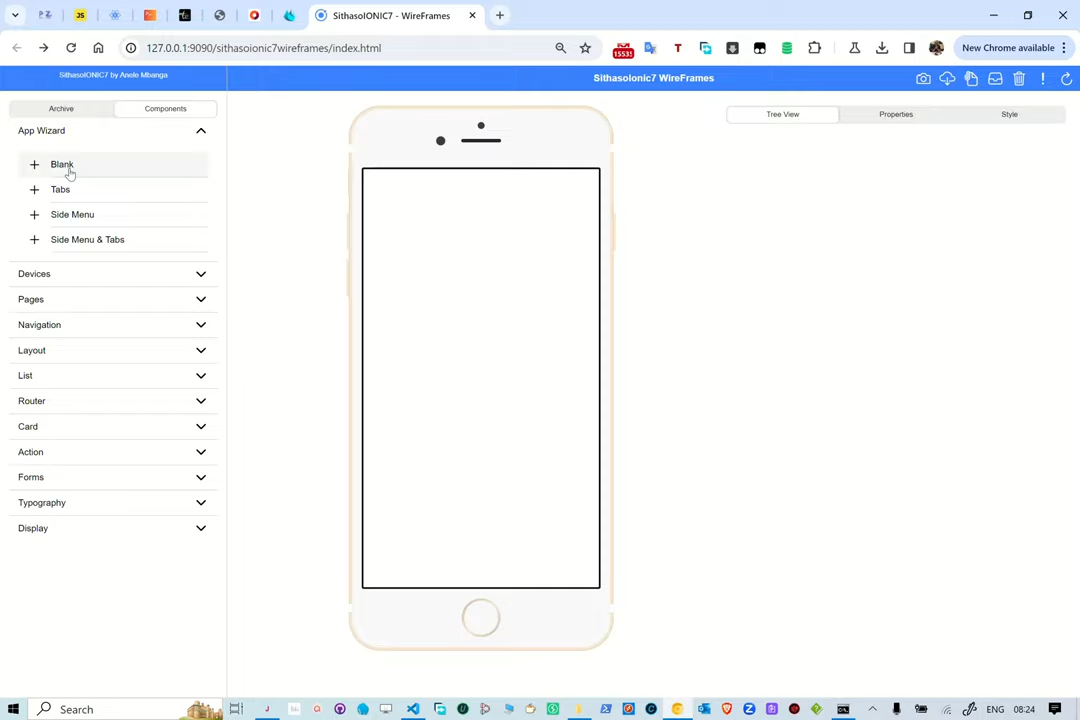 SithasoIONIC7 - WireFrames
127.0.0.1:9090/sithasoionic7wireframes/index.html
15531
New Chrome available
SithasoIONIC7 by Anele Mbanga
SithasoIonic7 WireFrames
Archive
Components
Tree View
Properties
Style
App Wizard
Blank
Tabs
Side Menu
Side Menu & Tabs
Devices
Pages
Navigation
Layout
List
Router
Card
Action
Forms
Typography
Display
Search
ENG
08:24